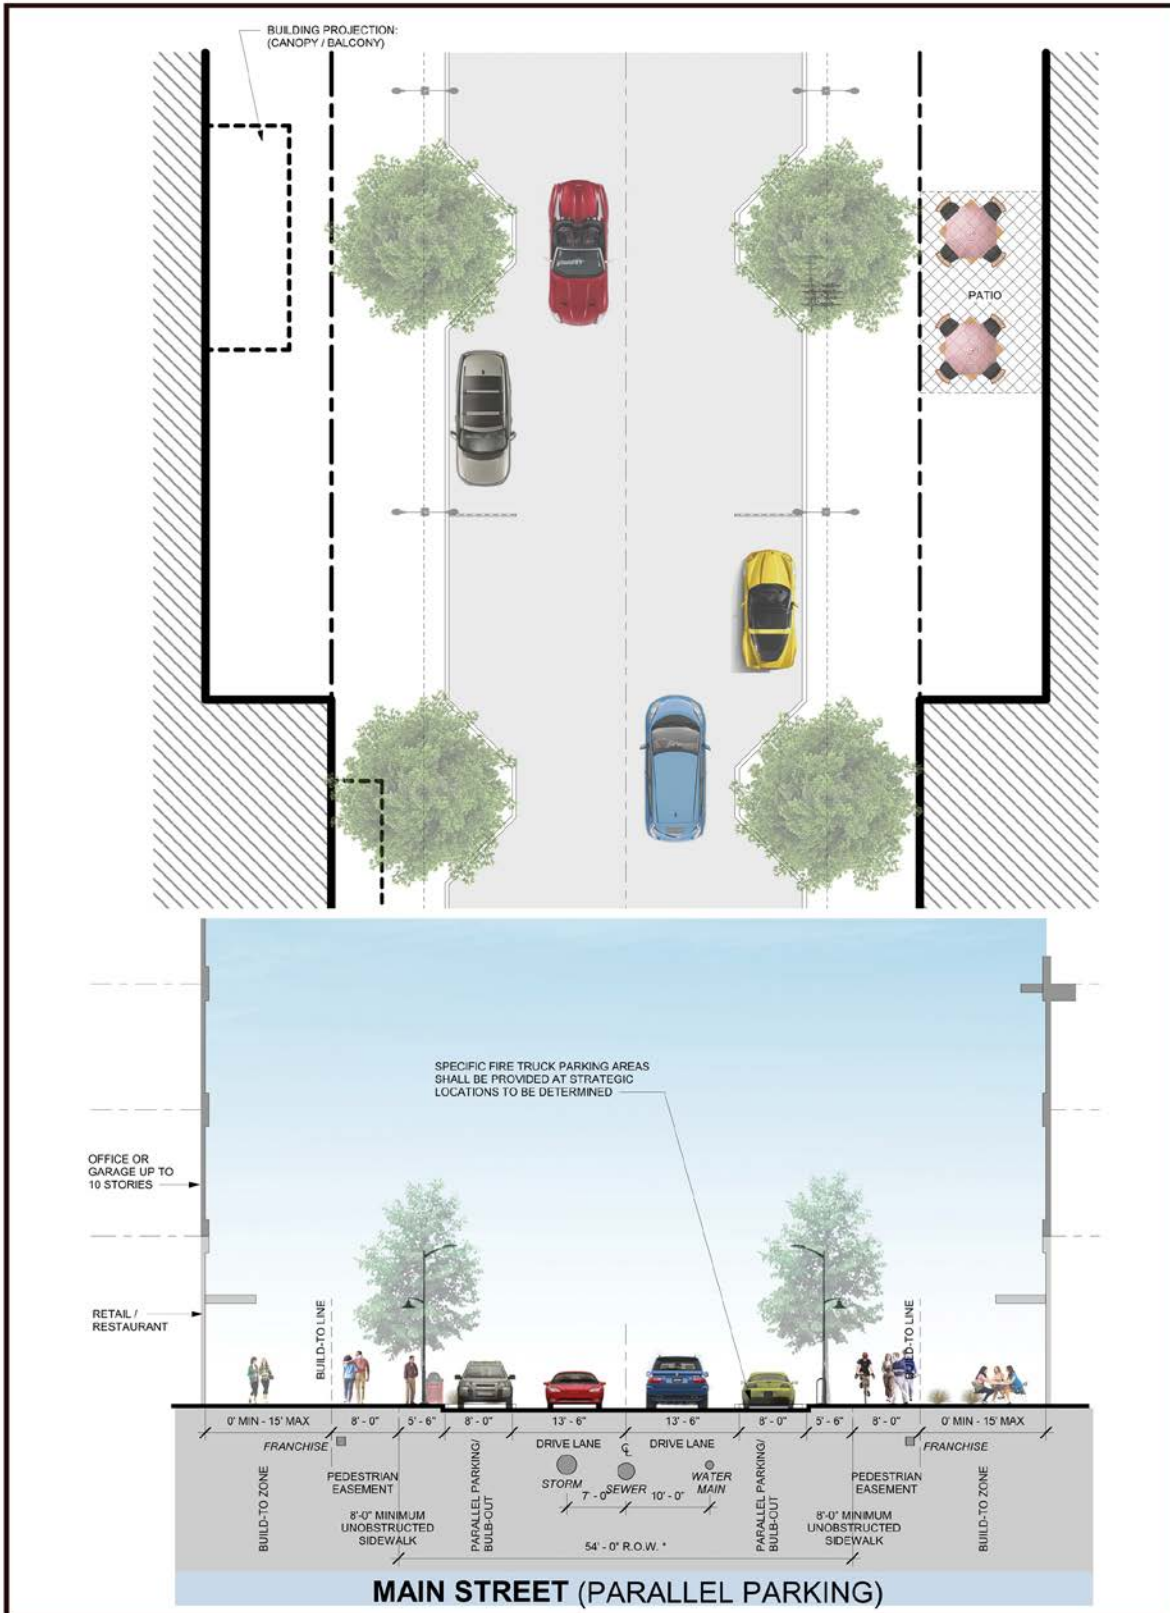 BUILDING PROJECTION:
(CANOPY / BALCONY)
PATIO
SPECIFIC FIRE TRUCK PARKING AREAS
SHALL BE PROVIDED AT STRATEGIC
LOCATIONS TO BE DETERMINED
OFFICE OR
GARAGE UP TO
10 STORIES
RETAIL /
RESTAURANT
BUILD-TO LINE
BUILD-TO LINE
0' MIN - 15' MAX
8' - 0"
5' - 6"
8' - 0"
13' - 6"
13' - 6"
8' - 0"
5' - 6"
8' - 0"
0' MIN - 15' MAX
FRANCHISE
DRIVE LANE
CL
DRIVE LANE
FRANCHISE
BUILD-TO ZONE
PEDESTRIAN
EASEMENT
8'-0" MINIMUM
UNOBSTRUCTED
SIDEWALK
PARALLEL PARKING/
BULB-OUT
STORM
SEWER
WATER
MAIN
7' - 0"
10' - 0"
PARALLEL PARKING/
BULB-OUT
PEDESTRIAN
EASEMENT
8'-0" MINIMUM
UNOBSTRUCTED
SIDEWALK
BUILD-TO ZONE
54' - 0" R.O.W. *
MAIN STREET (PARALLEL PARKING)